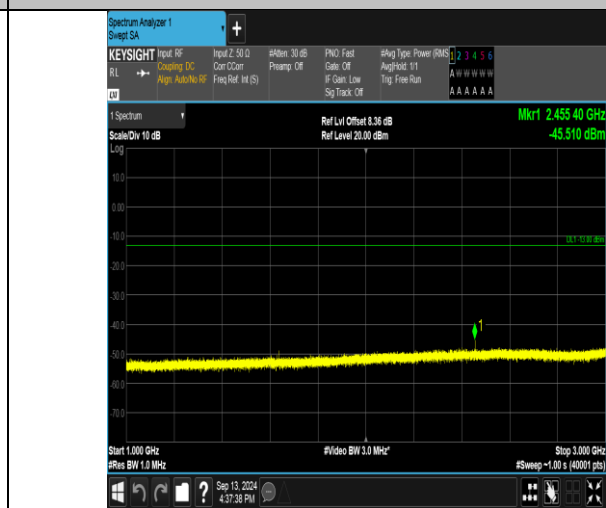 Spectrum Analyzer 1
Swept SA
+
KEYSIGHT Input: RF Input Z: 50 Ω #Atten: 30 dB PNO: Fast #Avg Type: Power (RMS 1 2 3 4 5 6
RL Coupling: DC Corr CCorr Preamp: Off Gate: Off Avg|Hold: 1/1 A W W W W W
Align: Auto/No RF Freq Ref: Int (S) IF Gain: Low Trig: Free Run
Sig Track: Off A A A A A A
1 Spectrum
Ref Lvl Offset 8.36 dB Mkr1 2.455 40 GHz
Scale/Div 10 dB Ref Level 20.00 dBm -45.510 dBm
Log
10.0
0.00
-10.0
DL1 -13.00 dBm
-20.0
-30.0
-40.0
1
-50.0
-60.0
-70.0
Start 1.000 GHz #Video BW 3.0 MHz* Stop 3.000 GHz
#Res BW 1.0 MHz #Sweep ~1.00 s (40001 pts)
? Sep 13, 2024
4:37:38 PM